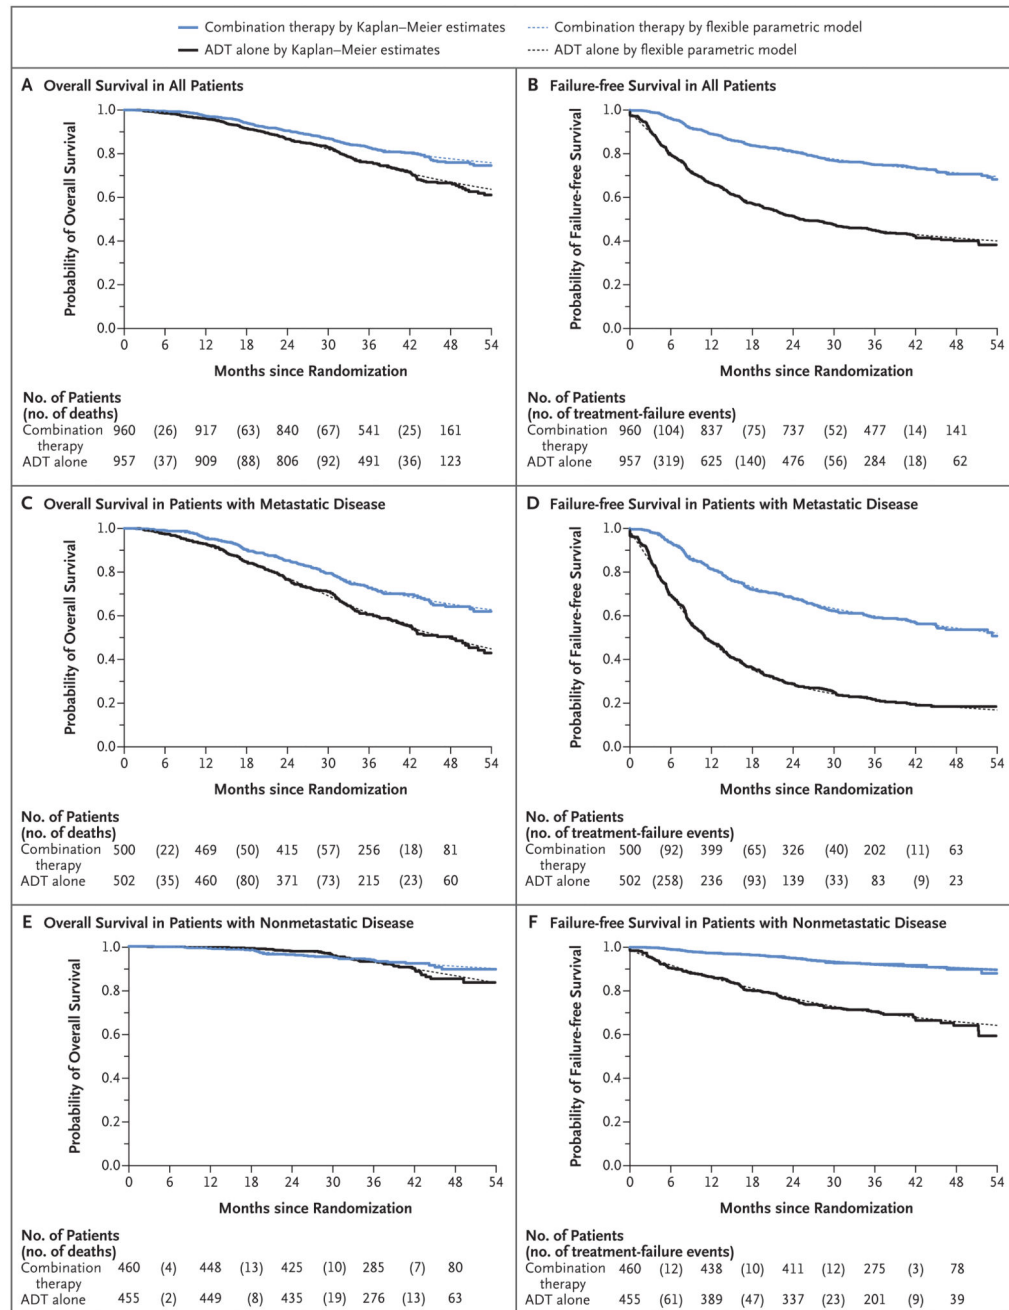 Combination therapy by Kaplan–Meier estimates Combination therapy by flexible parametric model
ADT alone by Kaplan–Meier estimates ADT alone by flexible parametric model
A Overall Survival in All Patients
Probability of Overall Survival
1.0
0.8
0.6
0.4
0.2
0.0
0 6 12 18 24 30 36 42 48 54
Months since Randomization
No. of Patients
(no. of deaths)
Combination 960 (26) 917 (63) 840 (67) 541 (25) 161
therapy
ADT alone 957 (37) 909 (88) 806 (92) 491 (36) 123
B Failure-free Survival in All Patients
Probability of Failure-free Survival
1.0
0.8
0.6
0.4
0.2
0.0
0 6 12 18 24 30 36 42 48 54
Months since Randomization
No. of Patients
(no. of treatment-failure events)
Combination 960 (104) 837 (75) 737 (52) 477 (14) 141
therapy
ADT alone 957 (319) 625 (140) 476 (56) 284 (18) 62
C Overall Survival in Patients with Metastatic Disease
Probability of Overall Survival
1.0
0.8
0.6
0.4
0.2
0.0
0 6 12 18 24 30 36 42 48 54
Months since Randomization
No. of Patients
(no. of deaths)
Combination 500 (22) 469 (50) 415 (57) 256 (18) 81
therapy
ADT alone 502 (35) 460 (80) 371 (73) 215 (23) 60
D Failure-free Survival in Patients with Metastatic Disease
Probability of Failure-free Survival
1.0
0.8
0.6
0.4
0.2
0.0
0 6 12 18 24 30 36 42 48 54
Months since Randomization
No. of Patients
(no. of treatment-failure events)
Combination 500 (92) 399 (65) 326 (40) 202 (11) 63
therapy
ADT alone 502 (258) 236 (93) 139 (33) 83 (9) 23
E Overall Survival in Patients with Nonmetastatic Disease
Probability of Overall Survival
1.0
0.8
0.6
0.4
0.2
0.0
0 6 12 18 24 30 36 42 48 54
Months since Randomization
No. of Patients
(no. of deaths)
Combination 460 (4) 448 (13) 425 (10) 285 (7) 80
therapy
ADT alone 455 (2) 449 (8) 435 (19) 276 (13) 63
F Failure-free Survival in Patients with Nonmetastatic Disease
Probability of Failure-free Survival
1.0
0.8
0.6
0.4
0.2
0.0
0 6 12 18 24 30 36 42 48 54
Months since Randomization
No. of Patients
(no. of treatment-failure events)
Combination 460 (12) 438 (10) 411 (12) 275 (3) 78
therapy
ADT alone 455 (61) 389 (47) 337 (23) 201 (9) 39